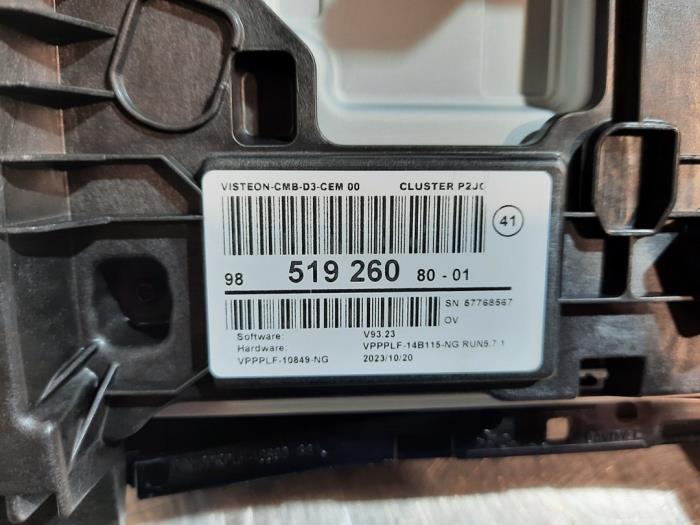 VISTEON-CMB-D3-CEM 00 CLUSTER P2JO
41
98 519 260 80 - 01
SN 57768567
OV
Software: V93.23
Hardware: VPPPLF-14B115-NG RUN5.7.1
VPPPLF-10849-NG 2023/10/20